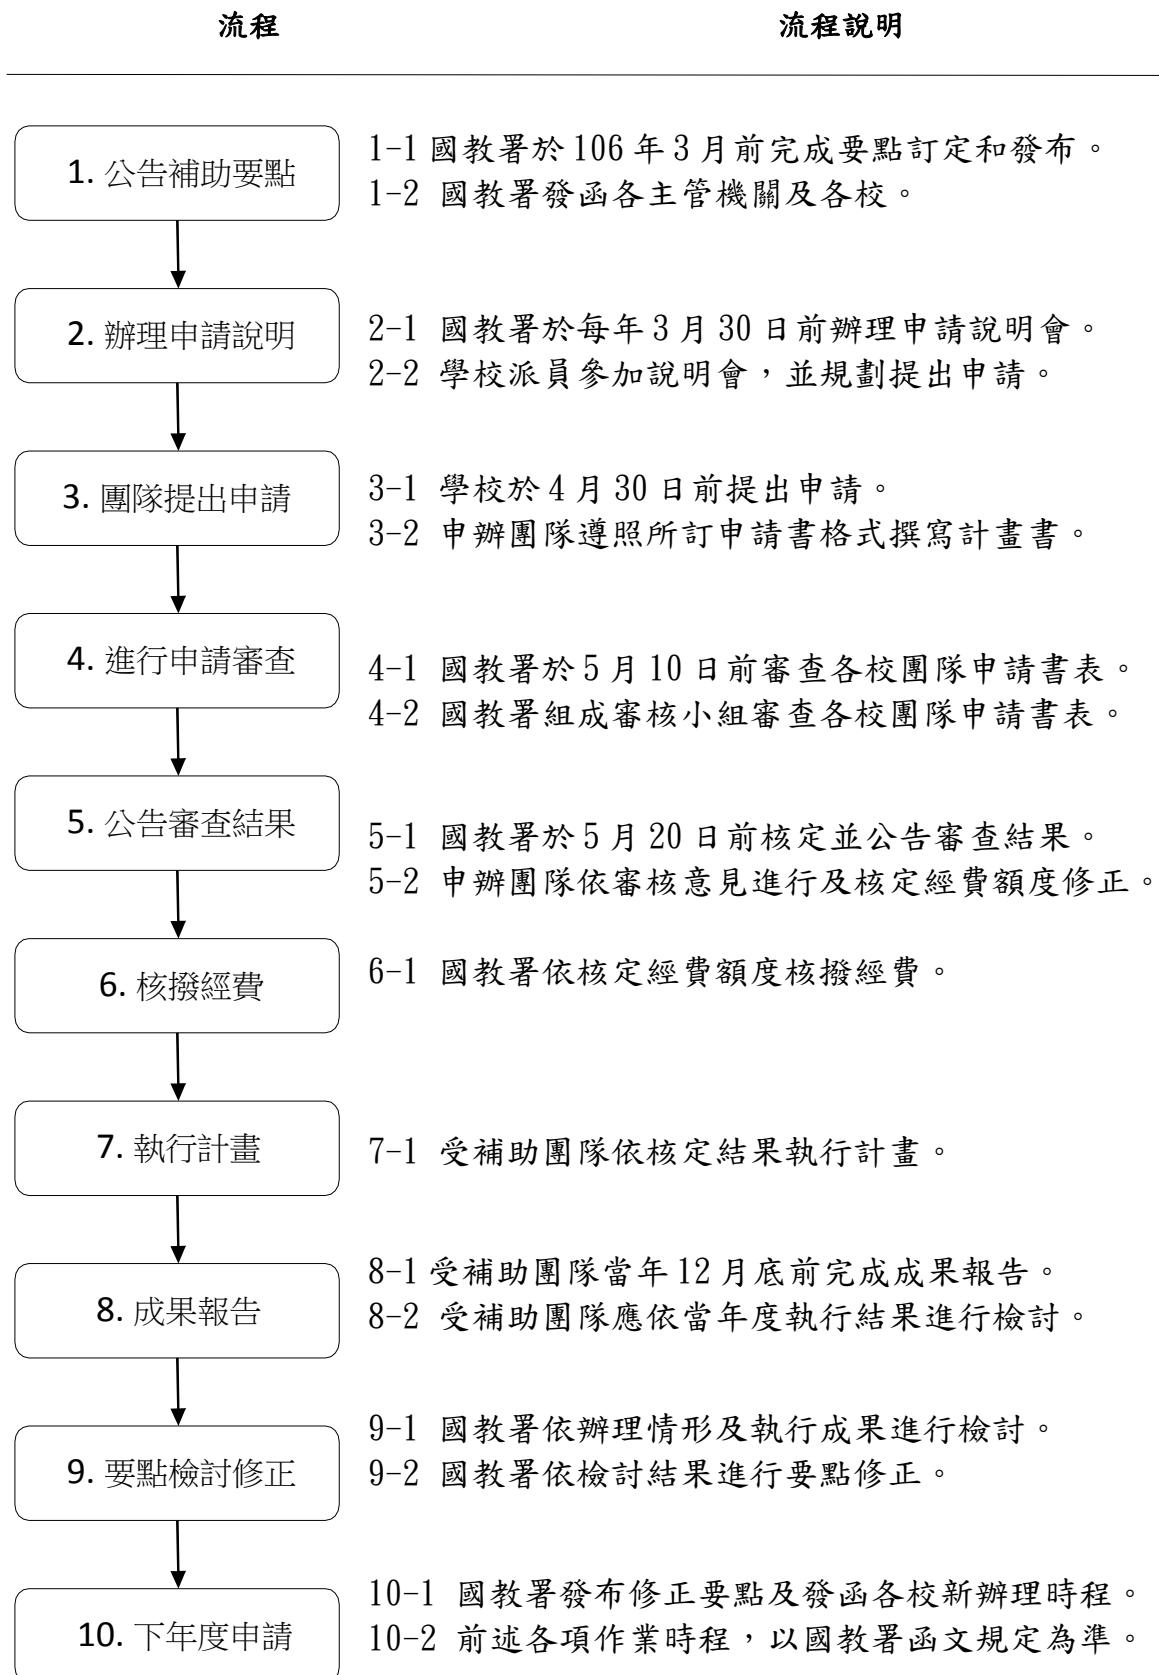 流程 流程說明
1. 公告補助要點
1-1 國教署於 106 年 3 月前完成要點訂定和發布。
1-2 國教署發函各主管機關及各校。
2. 辦理申請說明
2-1 國教署於每年 3 月 30 日前辦理申請說明會。
2-2 學校派員參加說明會，並規劃提出申請。
3. 團隊提出申請
3-1 學校於 4 月 30 日前提出申請。
3-2 申辦團隊遵照所訂申請書格式撰寫計畫書。
4. 進行申請審查
4-1 國教署於 5 月 10 日前審查各校團隊申請書表。
4-2 國教署組成審核小組審查各校團隊申請書表。
5. 公告審查結果
5-1 國教署於 5 月 20 日前核定並公告審查結果。
5-2 申辦團隊依審核意見進行及核定經費額度修正。
6. 核撥經費
6-1 國教署依核定經費額度核撥經費。
7. 執行計畫
7-1 受補助團隊依核定結果執行計畫。
8. 成果報告
8-1 受補助團隊當年 12 月底前完成成果報告。
8-2 受補助團隊應依當年度執行結果進行檢討。
9. 要點檢討修正
9-1 國教署依辦理情形及執行成果進行檢討。
9-2 國教署依檢討結果進行要點修正。
10. 下年度申請
10-1 國教署發布修正要點及發函各校新辦理時程。
10-2 前述各項作業時程，以國教署函文規定為準。